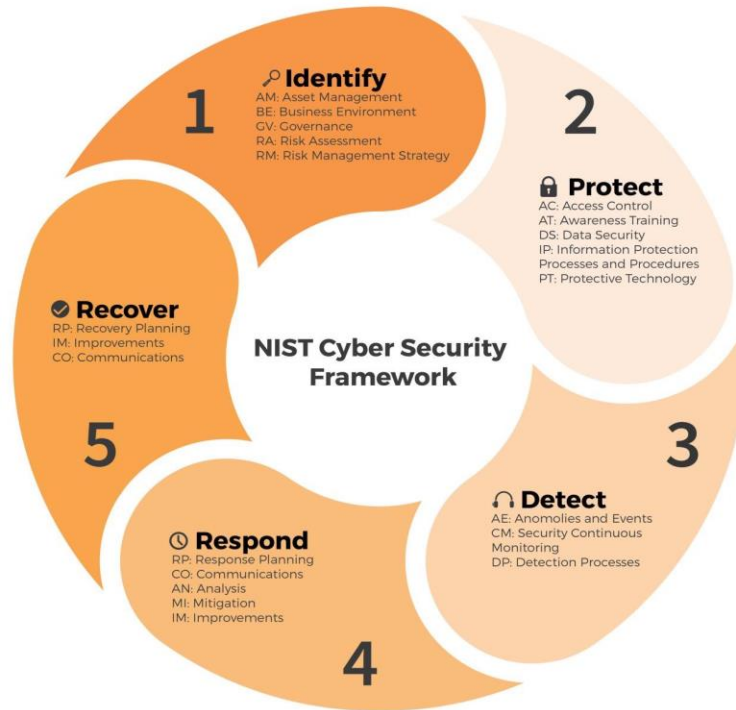 1
Identify
AM: Asset Management
BE: Business Environment
GV: Governance
RA: Risk Assessment
RM: Risk Management Strategy
2
Protect
AC: Access Control
AT: Awareness Training
DS: Data Security
IP: Information Protection
Processes and Procedures
PT: Protective Technology
3
Detect
AE: Anomolies and Events
CM: Security Continuous
Monitoring
DP: Detection Processes
4
Respond
RP: Response Planning
CO: Communications
AN: Analysis
MI: Mitigation
IM: Improvements
5
Recover
RP: Recovery Planning
IM: Improvements
CO: Communications
NIST Cyber Security
Framework